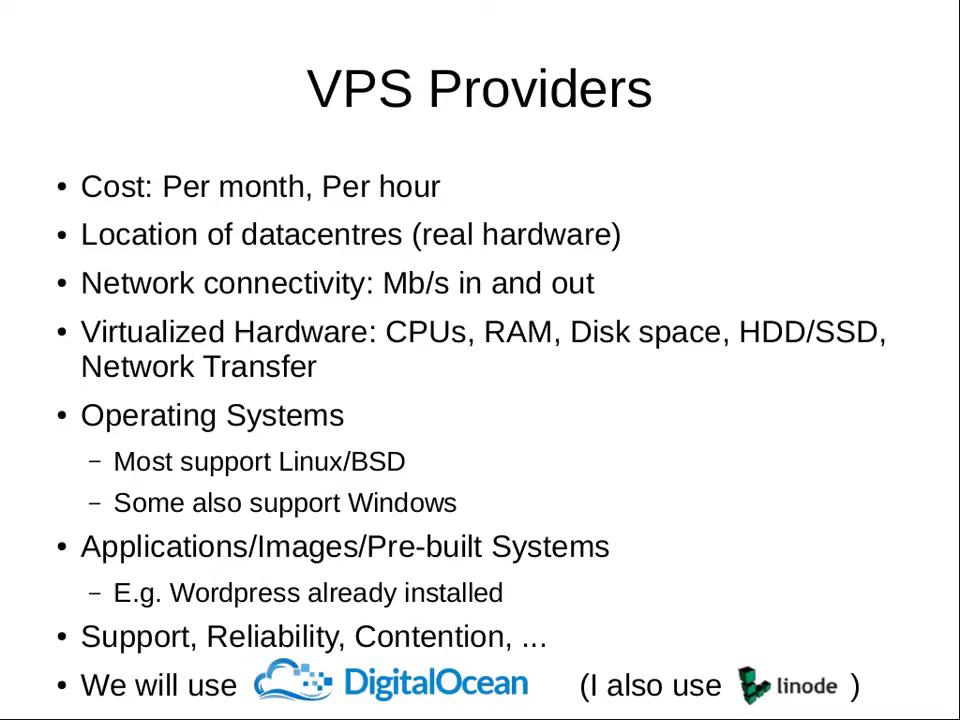 VPS Providers
• Cost: Per month, Per hour
• Location of datacentres (real hardware)
• Network connectivity: Mb/s in and out
• Virtualized Hardware: CPUs, RAM, Disk space, HDD/SSD,
Network Transfer
• Operating Systems
– Most support Linux/BSD
– Some also support Windows
• Applications/Images/Pre-built Systems
– E.g. Wordpress already installed
• Support, Reliability, Contention, ...
• We will use DigitalOcean (I also use linode )